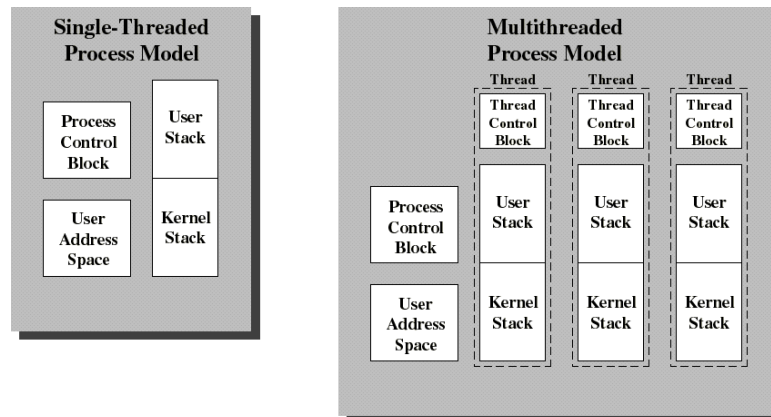 Single-Threaded
Process Model
Process
Control
Block
User
Stack
User
Address
Space
Kernel
Stack
Multithreaded
Process Model
Thread
Thread
Thread
Thread
Control
Block
Thread
Control
Block
Thread
Control
Block
Process
Control
Block
User
Stack
User
Stack
User
Stack
User
Address
Space
Kernel
Stack
Kernel
Stack
Kernel
Stack